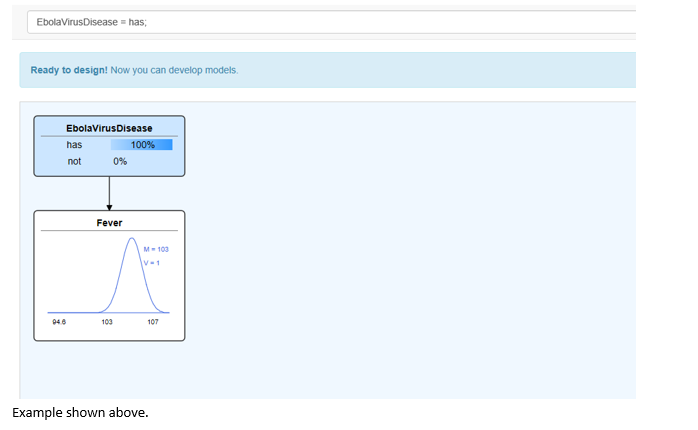 EbolaVirusDisease = has;
Ready to design! Now you can develop models.
EbolaVirusDisease
has 100%
not 0%
Fever
M = 103
V = 1
94.6 103 107
Example shown above.